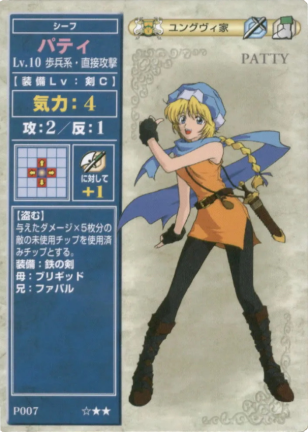 シーフ
パティ
Lv.10 歩兵系・直接攻撃
【装備Lv：剣C】
気力：4
攻：2／反：1
に対して
+1
【盗む】
与えたダメージ×5枚分の
敵の未使用チップを使用済
みチップとする。
装備：鉄の剣
母：ブリギッド
兄：ファバル
P007
☆★★
ユングヴィ家
PATTY